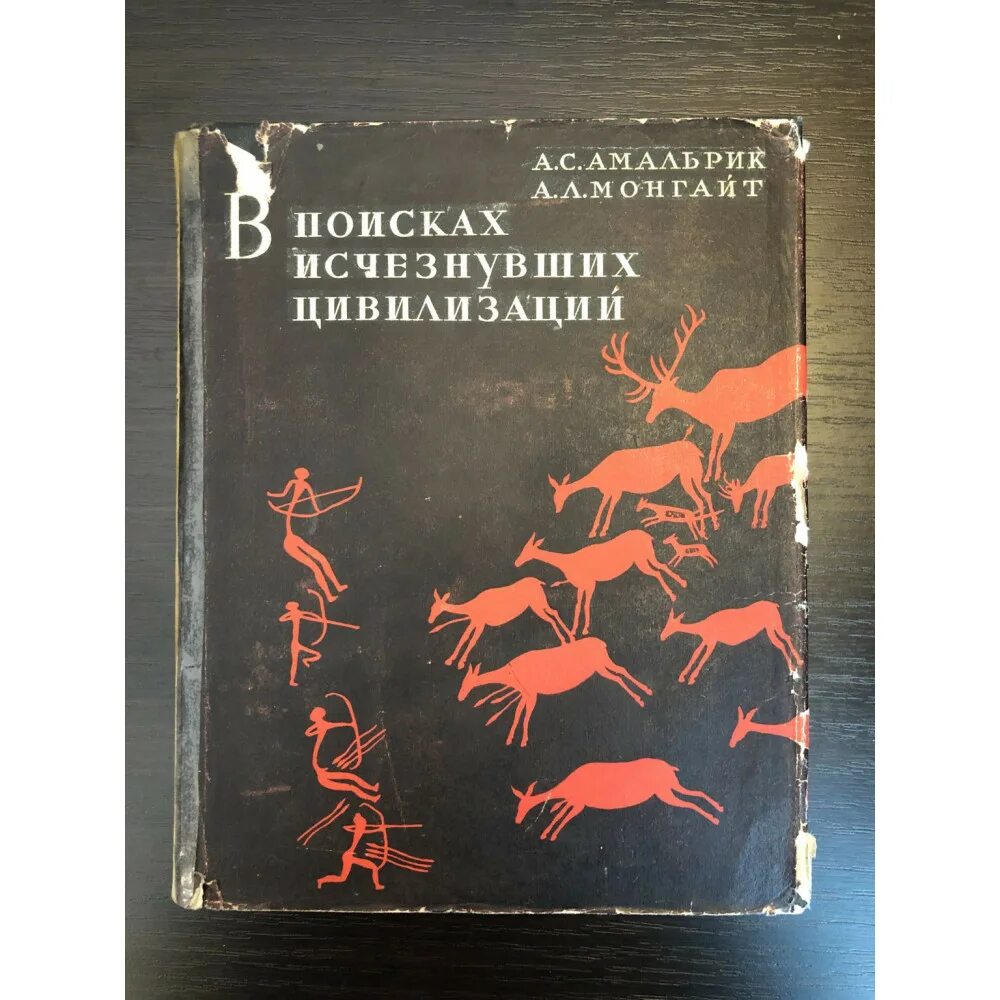 А.С.АМАЛЬРИК
А.Л.МОНГАЙТ
В ПОИСКАХ
ИСЧЕЗНУВШИХ
ЦИВИЛИЗАЦИЙ